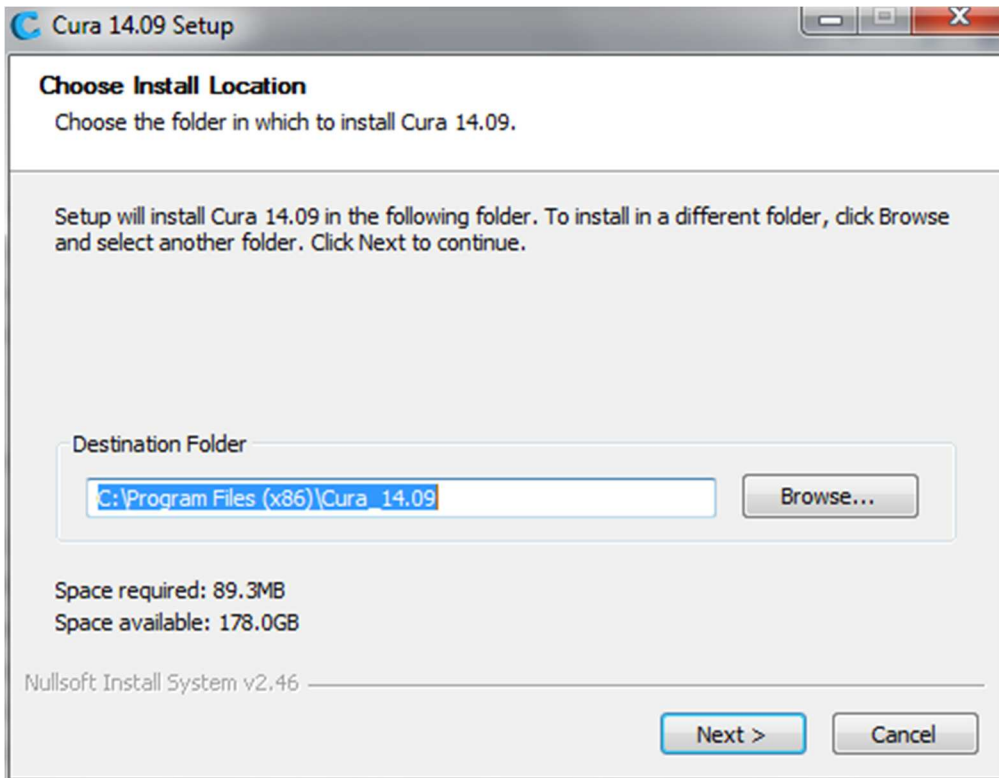 Cura 14.09 Setup
Choose Install Location
Choose the folder in which to install Cura 14.09.
Setup will install Cura 14.09 in the following folder. To install in a different folder, click Browse
and select another folder. Click Next to continue.
Destination Folder
C:\Program Files (x86)\Cura_14.09
Browse...
Space required: 89.3MB
Space available: 178.0GB
Nullsoft Install System v2.46
Next >
Cancel